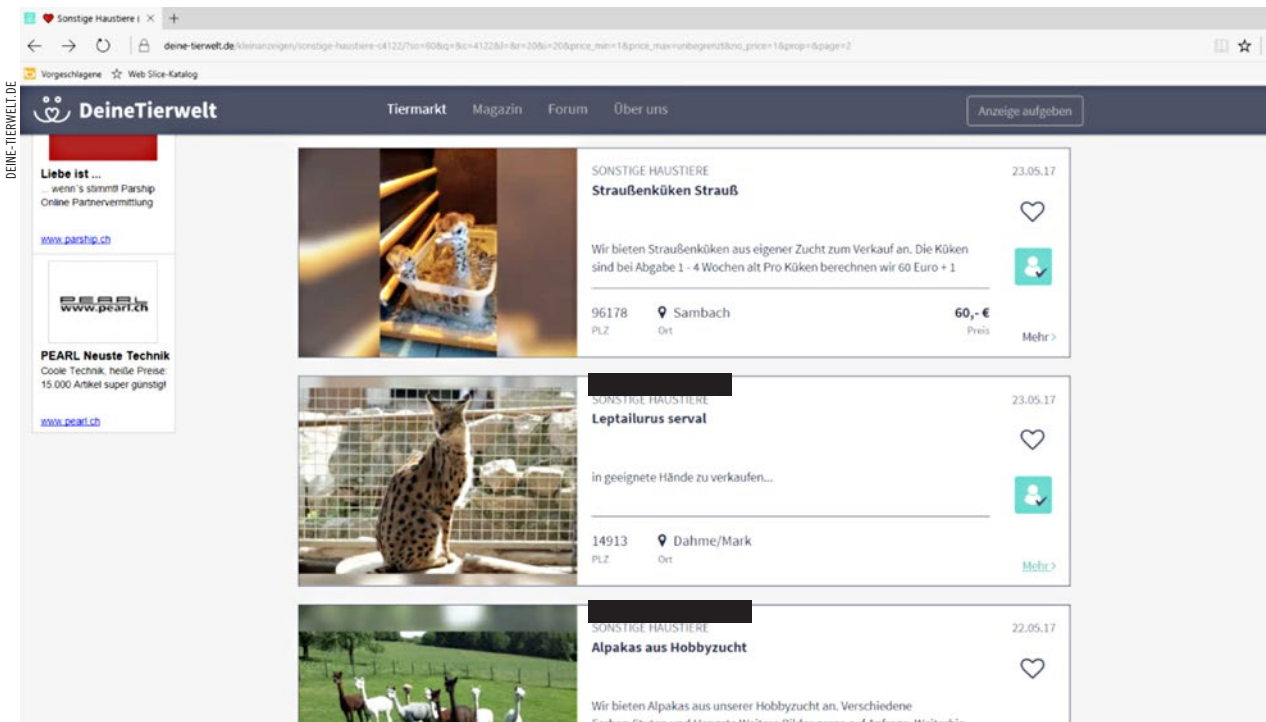 Sonstige Haustiere (
deine-tierwelt.de/kleinanzeigen/sonstige-haustiere-c4122/
Vorgeschlagene Web Slice-Katalog
DEINE-TIERWELT.DE
DeineTierwelt
Tiermarkt Magazin Forum Über uns
Anzeige aufgeben
Liebe ist ...
... wenn's stimmt! Parship
Online Partnervermittlung
www.parship.ch
PEARL
www.pearl.ch
PEARL Neuste Technik
Coole Technik, heiße Preise:
15.000 Artikel super günstig!
www.pearl.ch
SONSTIGE HAUSTIERE 23.05.17
Straußenküken Strauß
Wir bieten Straußenküken aus eigener Zucht zum Verkauf an. Die Küken
sind bei Abgabe 1 - 4 Wochen alt Pro Küken berechnen wir 60 Euro + 1
96178 Sambach 60,- €
PLZ Ort Preis
Mehr
SONSTIGE HAUSTIERE 23.05.17
Leptailurus serval
in geeignete Hände zu verkaufen...
14913 Dahme/Mark
PLZ Ort
Mehr
SONSTIGE HAUSTIERE 22.05.17
Alpakas aus Hobbyzucht
Wir bieten Alpakas aus unserer Hobbyzucht an. Verschiedene